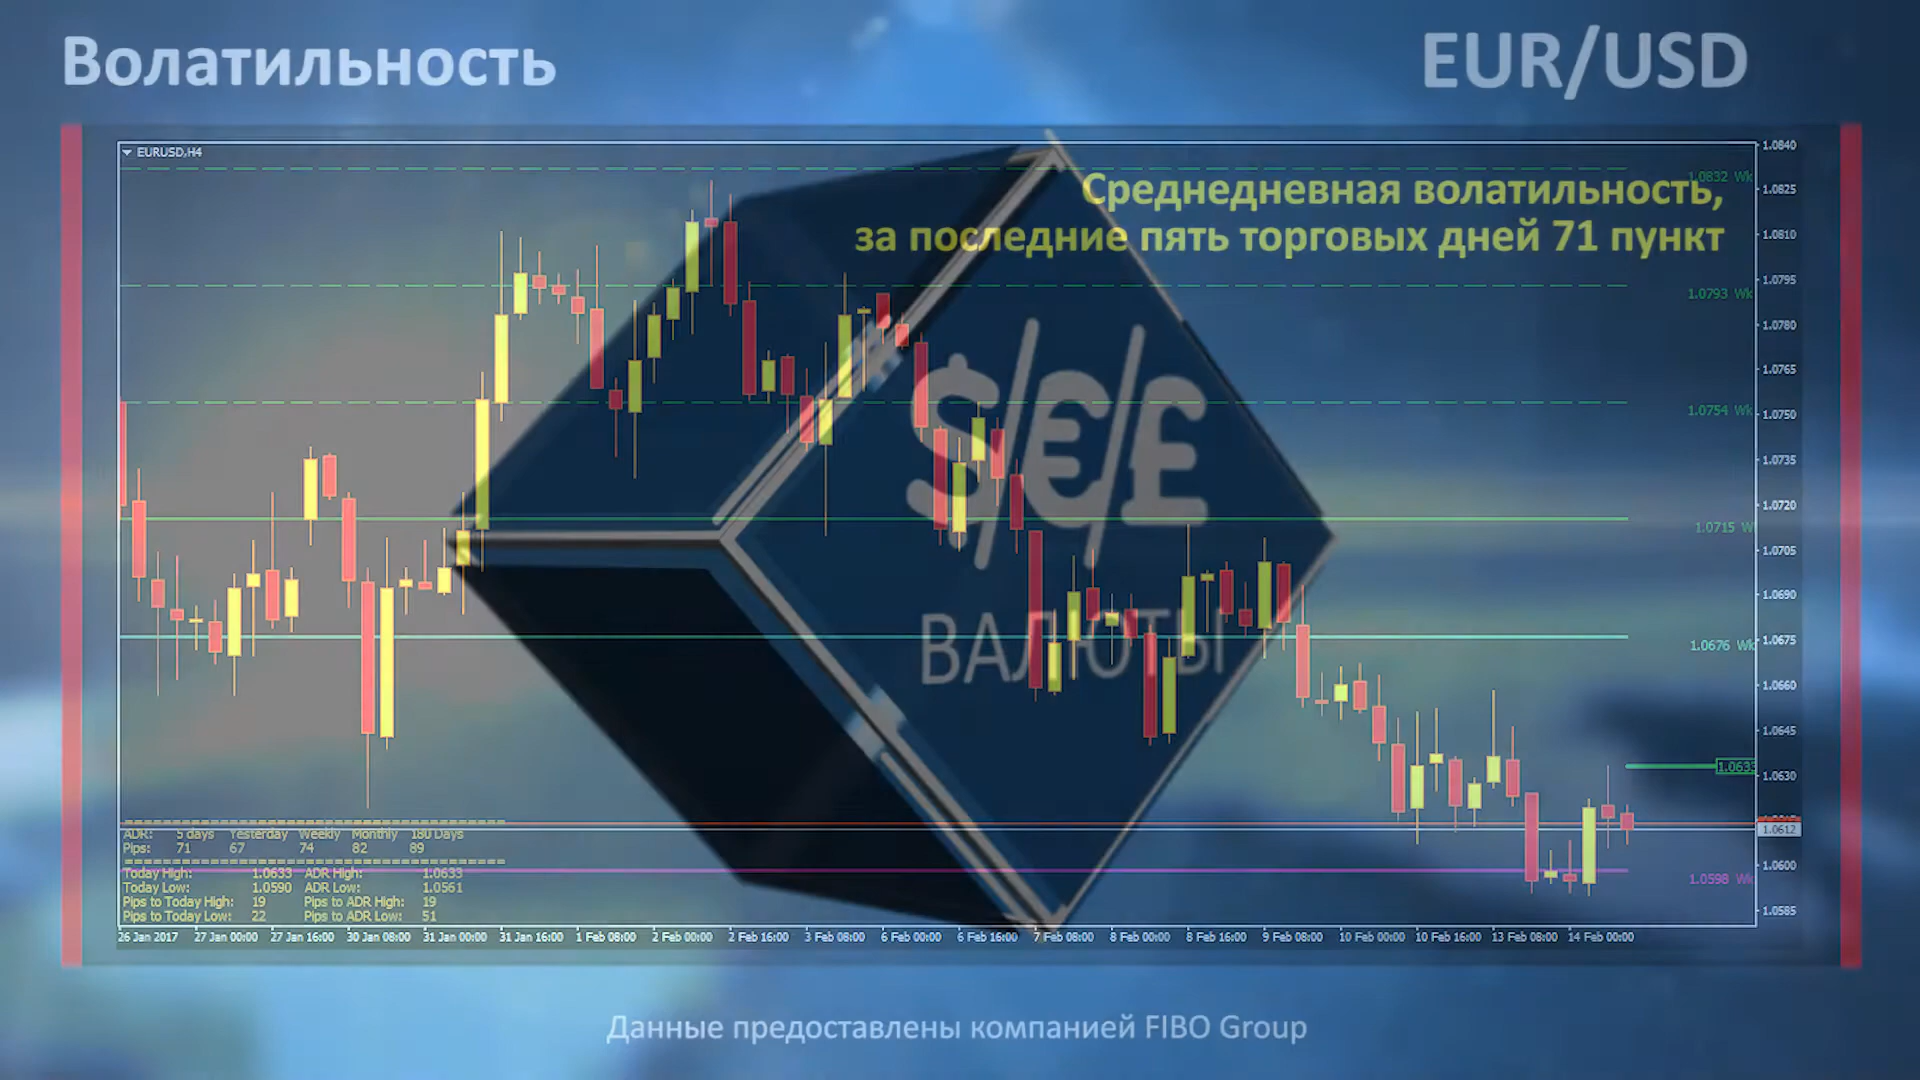 Волатильность
EUR/USD
EURUSD,H4
Среднедневная волатильность,
за последние пять торговых дней 71 пункт
1.0832 Wk
1.0793 Wk
1.0754 Wk
1.0715 W
1.0676 Wk
1.0633
1.0598 Wk
1.0840
1.0825
1.0810
1.0795
1.0780
1.0765
1.0750
1.0735
1.0720
1.0705
1.0690
1.0675
1.0660
1.0645
1.0630
1.0612
1.0600
1.0585
$/€/£
ВАЛЮТЫ
ADR: 5 days Yesterday Weekly Monthly 180 Days
Pips: 71 67 74 82 89
Today High: 1.0633 ADR High: 1.0633
Today Low: 1.0590 ADR Low: 1.0561
Pips to Today High: 19 Pips to ADR High: 19
Pips to Today Low: 22 Pips to ADR Low: 51
26 Jan 2017 27 Jan 00:00 27 Jan 16:00 30 Jan 08:00 31 Jan 00:00 31 Jan 16:00 1 Feb 08:00 2 Feb 00:00 2 Feb 16:00 3 Feb 08:00 6 Feb 00:00 6 Feb 16:00 7 Feb 08:00 8 Feb 00:00 8 Feb 16:00 9 Feb 08:00 10 Feb 00:00 10 Feb 16:00 13 Feb 08:00 14 Feb 00:00
Данные предоставлены компанией FIBO Group